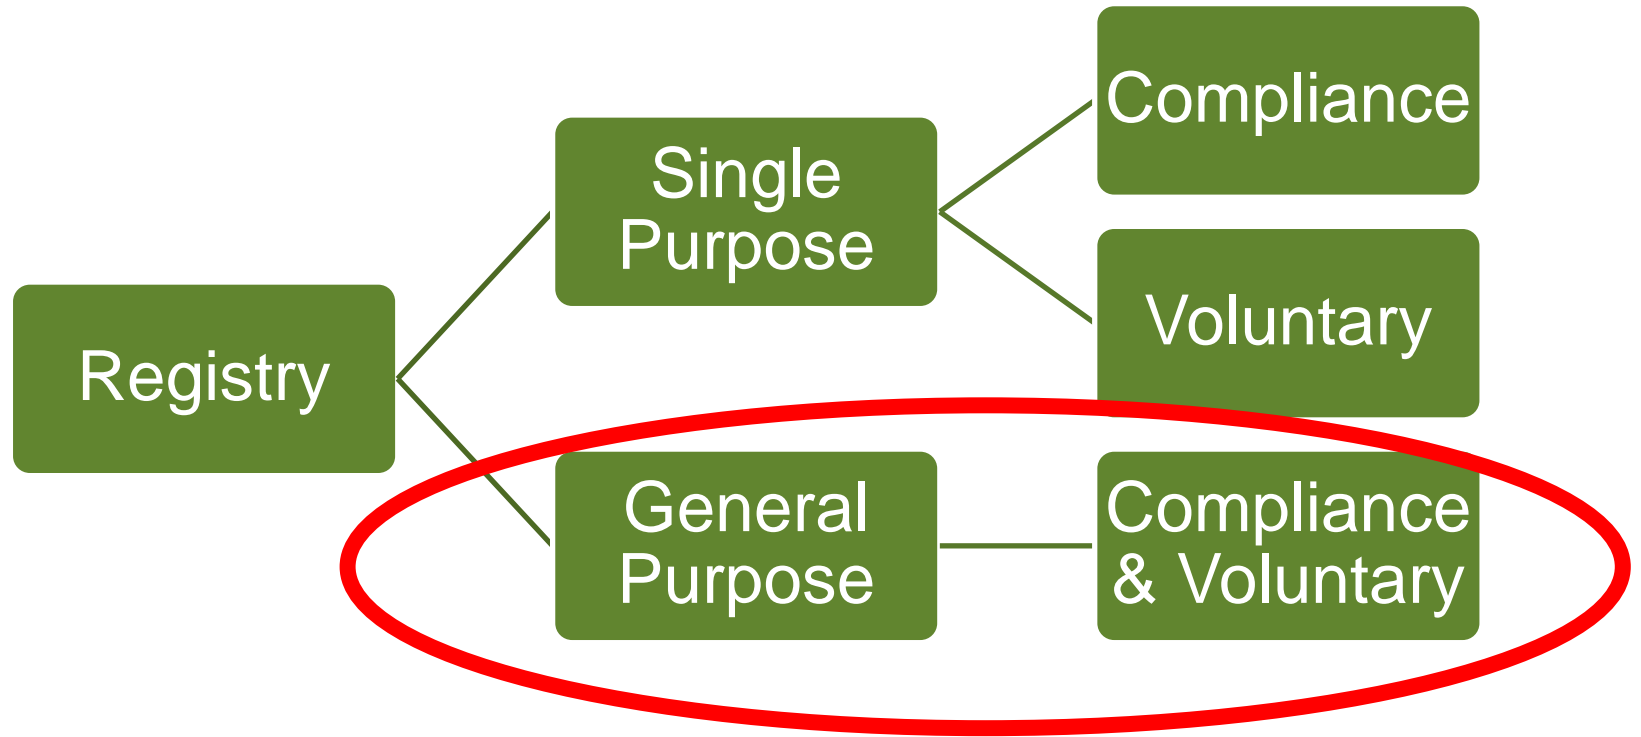 Registry
Single
Purpose
Compliance
Voluntary
General
Purpose
Compliance
& Voluntary